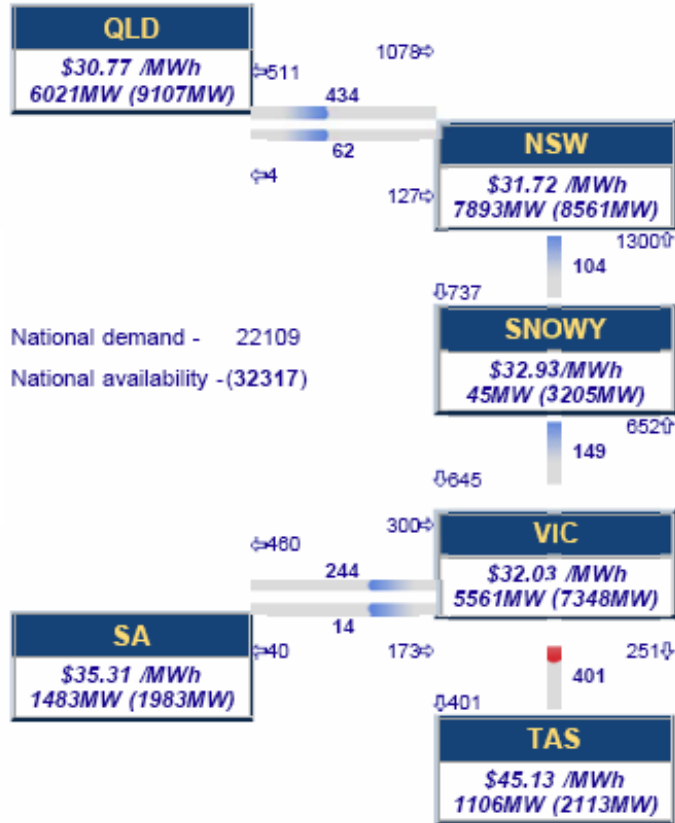 QLD
$30.77 /MWh
6021MW (9107MW)
⇦511
1078⇨
434
62
⇦4
127⇨
NSW
$31.72 /MWh
7893MW (8561MW)
1300⇧
104
⇩737
National demand - 22109
National availability -(32317)
SNOWY
$32.93/MWh
45MW (3205MW)
652⇧
149
⇩645
⇦460
300⇨
244
14
VIC
$32.03 /MWh
5561MW (7348MW)
SA
$35.31 /MWh
1483MW (1983MW)
⇦40
173⇨
251⇩
401
⇩401
TAS
$45.13 /MWh
1106MW (2113MW)